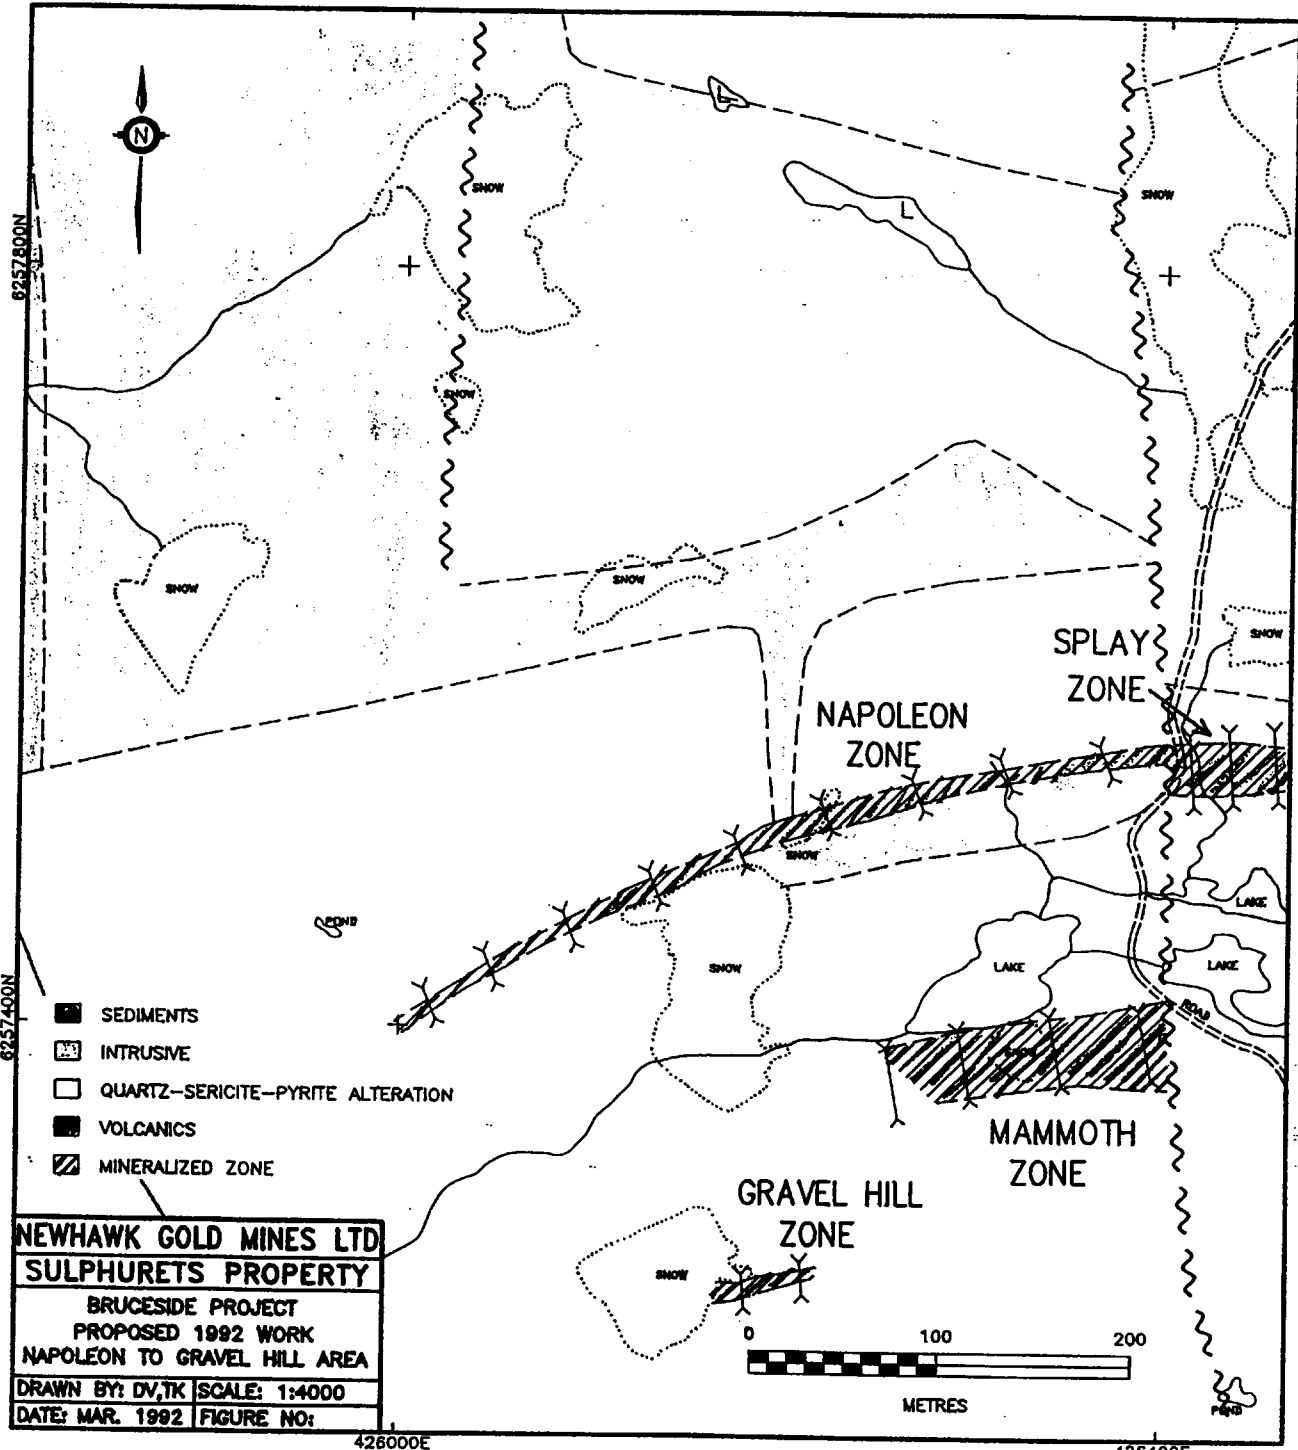 N
L
SNOW
SNOW
L
6257800N
SNOW
SNOW
SNOW
SPLAY
ZONE
SNOW
NAPOLEON
ZONE
SNOW
POND
LAKE
SNOW
LAKE
LAKE
ROAD
6257400N
SEDIMENTS
INTRUSIVE
QUARTZ-SERICITE-PYRITE ALTERATION
VOLCANICS
MINERALIZED ZONE
MAMMOTH
ZONE
GRAVEL HILL
ZONE
SNOW
NEWHAWK GOLD MINES LTD
SULPHURETS PROPERTY
BRUCESIDE PROJECT
PROPOSED 1992 WORK
NAPOLEON TO GRAVEL HILL AREA
DRAWN BY: DV,TK SCALE: 1:4000
DATE: MAR. 1992 FIGURE NO:
0 100 200
METRES
POND
426000E